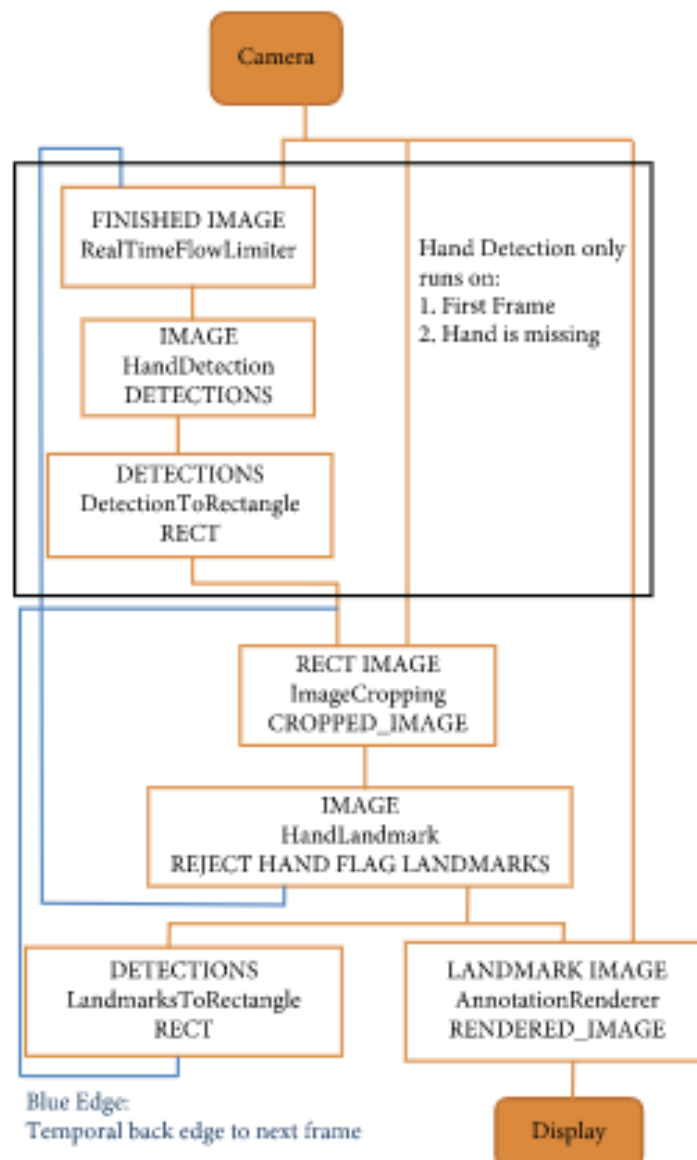 Camera
FINISHED IMAGE
RealTimeFlowLimiter
Hand Detection only
runs on:
1. First Frame
2. Hand is missing
IMAGE
HandDetection
DETECTIONS
DETECTIONS
DetectionToRectangle
RECT
RECT IMAGE
ImageCropping
CROPPED_IMAGE
IMAGE
HandLandmark
REJECT HAND FLAG LANDMARKS
DETECTIONS
LandmarksToRectangle
RECT
LANDMARK IMAGE
AnnotationRenderer
RENDERED_IMAGE
Blue Edge:
Temporal back edge to next frame
Display